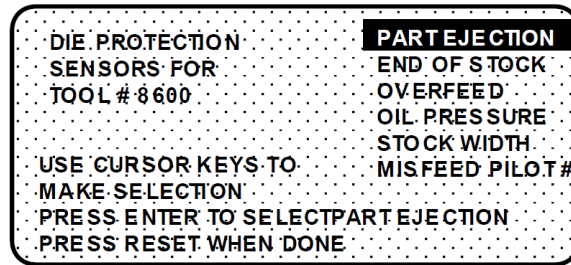 DIE PROTECTION
SENSORS FOR
TOOL # 8600
PART EJECTION
END OF STOCK
OVERFEED
OIL PRESSURE
STOCK WIDTH
MISFEED PILOT#
USE CURSOR KEYS TO
MAKE SELECTION
PRESS ENTER TO SELECTPART EJECTION
PRESS RESET WHEN DONE